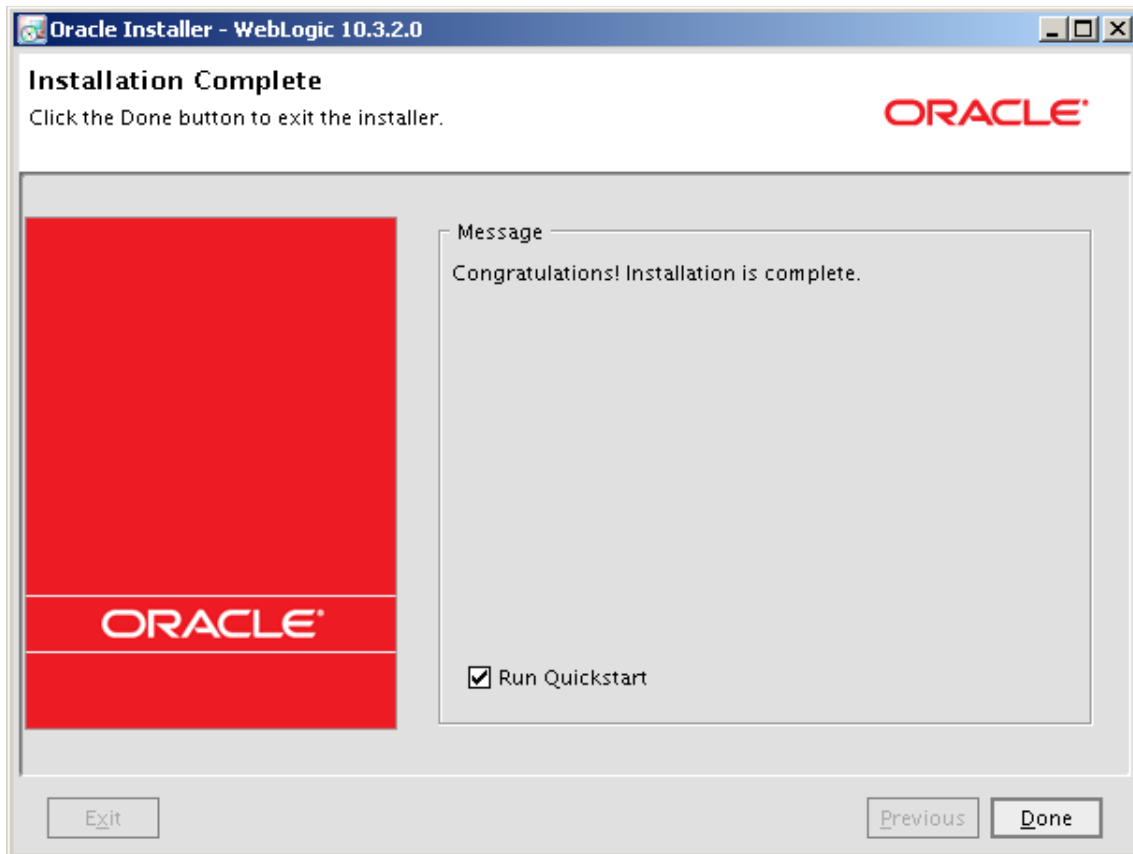 Oracle Installer - WebLogic 10.3.2.0
Installation Complete
Click the Done button to exit the installer.
ORACLE
Message
Congratulations! Installation is complete.
ORACLE
Run Quickstart
Exit
Previous
Done